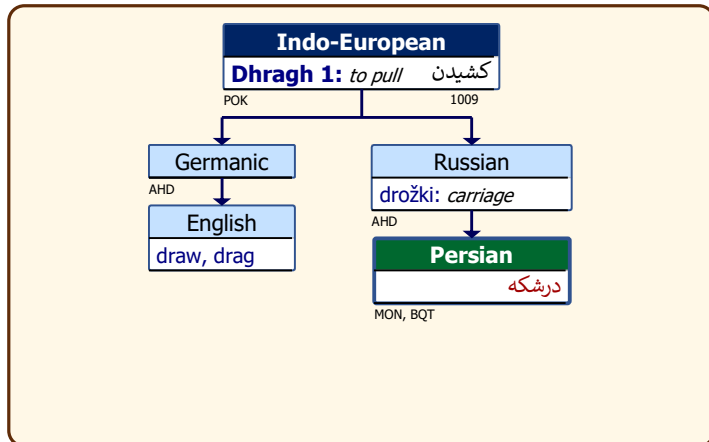 Indo-European
Dhragh 1: to pull کشیدن
POK 1009
Germanic Russian
AHD drožki: carriage
English AHD
draw, drag Persian
درشکه
MON, BQT